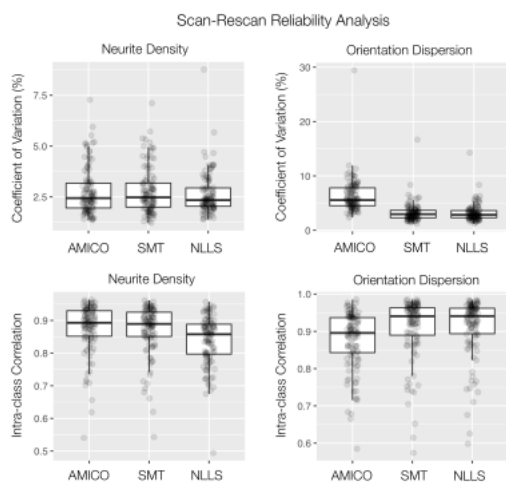 Scan-Rescan Reliability Analysis
Neurite Density
Coefficient of Variation (%)
7.5
5.0
2.5
AMICO SMT NLLS
Orientation Dispersion
Coefficient of Variation (%)
30
20
10
0
AMICO SMT NLLS
Neurite Density
Intra-class Correlation
0.9
0.8
0.7
0.6
0.5
AMICO SMT NLLS
Orientation Dispersion
Intra-class Correlation
1.0
0.9
0.8
0.7
0.6
AMICO SMT NLLS